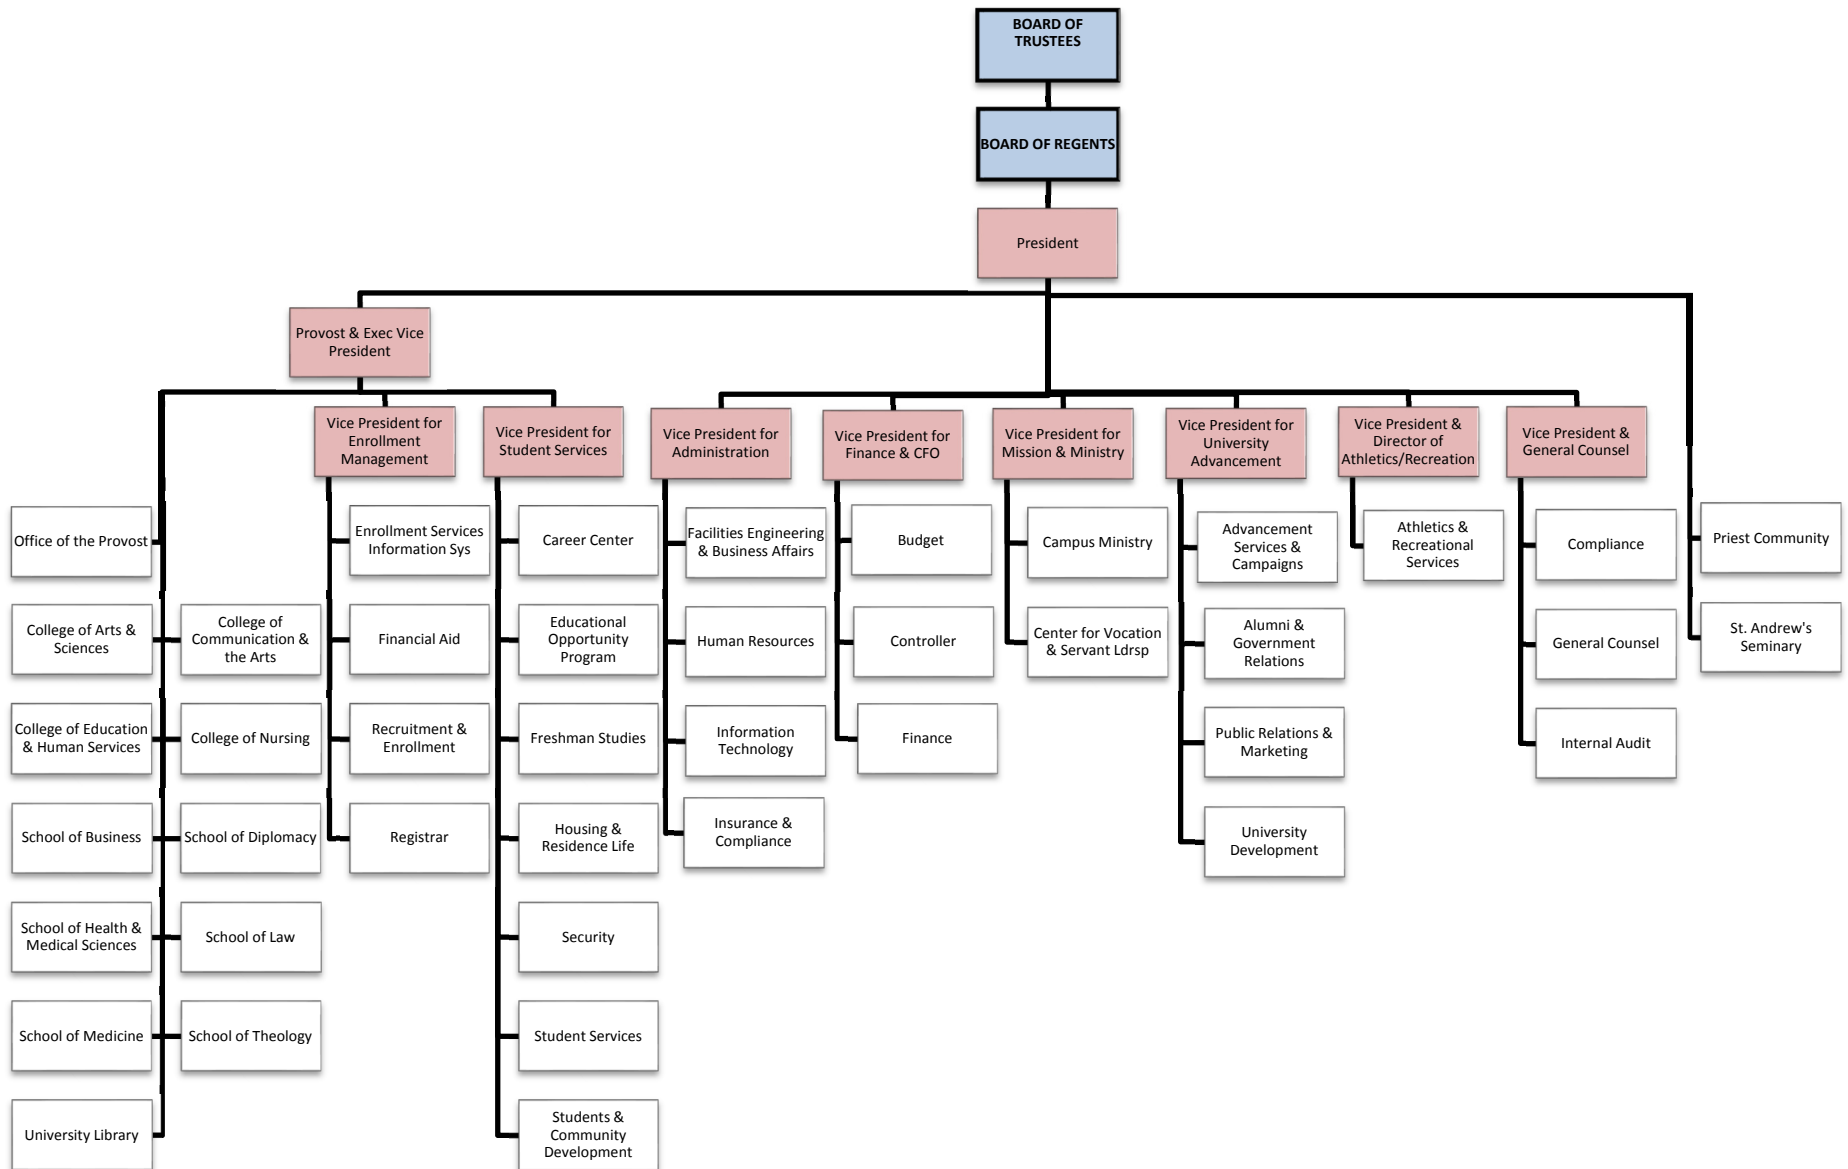 BOARD OF
TRUSTEES
BOARD OF REGENTS
President
Provost & Exec Vice
President
Vice President for
Enrollment
Management
Vice President for
Student Services
Vice President for
Administration
Vice President for
Finance & CFO
Vice President for
Mission & Ministry
Vice President for
University
Advancement
Vice President &
Director of
Athletics/Recreation
Vice President &
General Counsel
Office of the Provost
College of Arts &
Sciences
College of
Communication &
the Arts
College of Education
& Human Services
College of Nursing
School of Business
School of Diplomacy
School of Health &
Medical Sciences
School of Law
School of Medicine
School of Theology
University Library
Enrollment Services
Information Sys
Financial Aid
Recruitment &
Enrollment
Registrar
Career Center
Educational
Opportunity
Program
Freshman Studies
Housing &
Residence Life
Security
Student Services
Students &
Community
Development
Facilities Engineering
& Business Affairs
Human Resources
Information
Technology
Insurance &
Compliance
Budget
Controller
Finance
Campus Ministry
Center for Vocation
& Servant Ldrsp
Advancement
Services &
Campaigns
Alumni &
Government
Relations
Public Relations &
Marketing
University
Development
Athletics &
Recreational
Services
Compliance
General Counsel
Internal Audit
Priest Community
St. Andrew's
Seminary